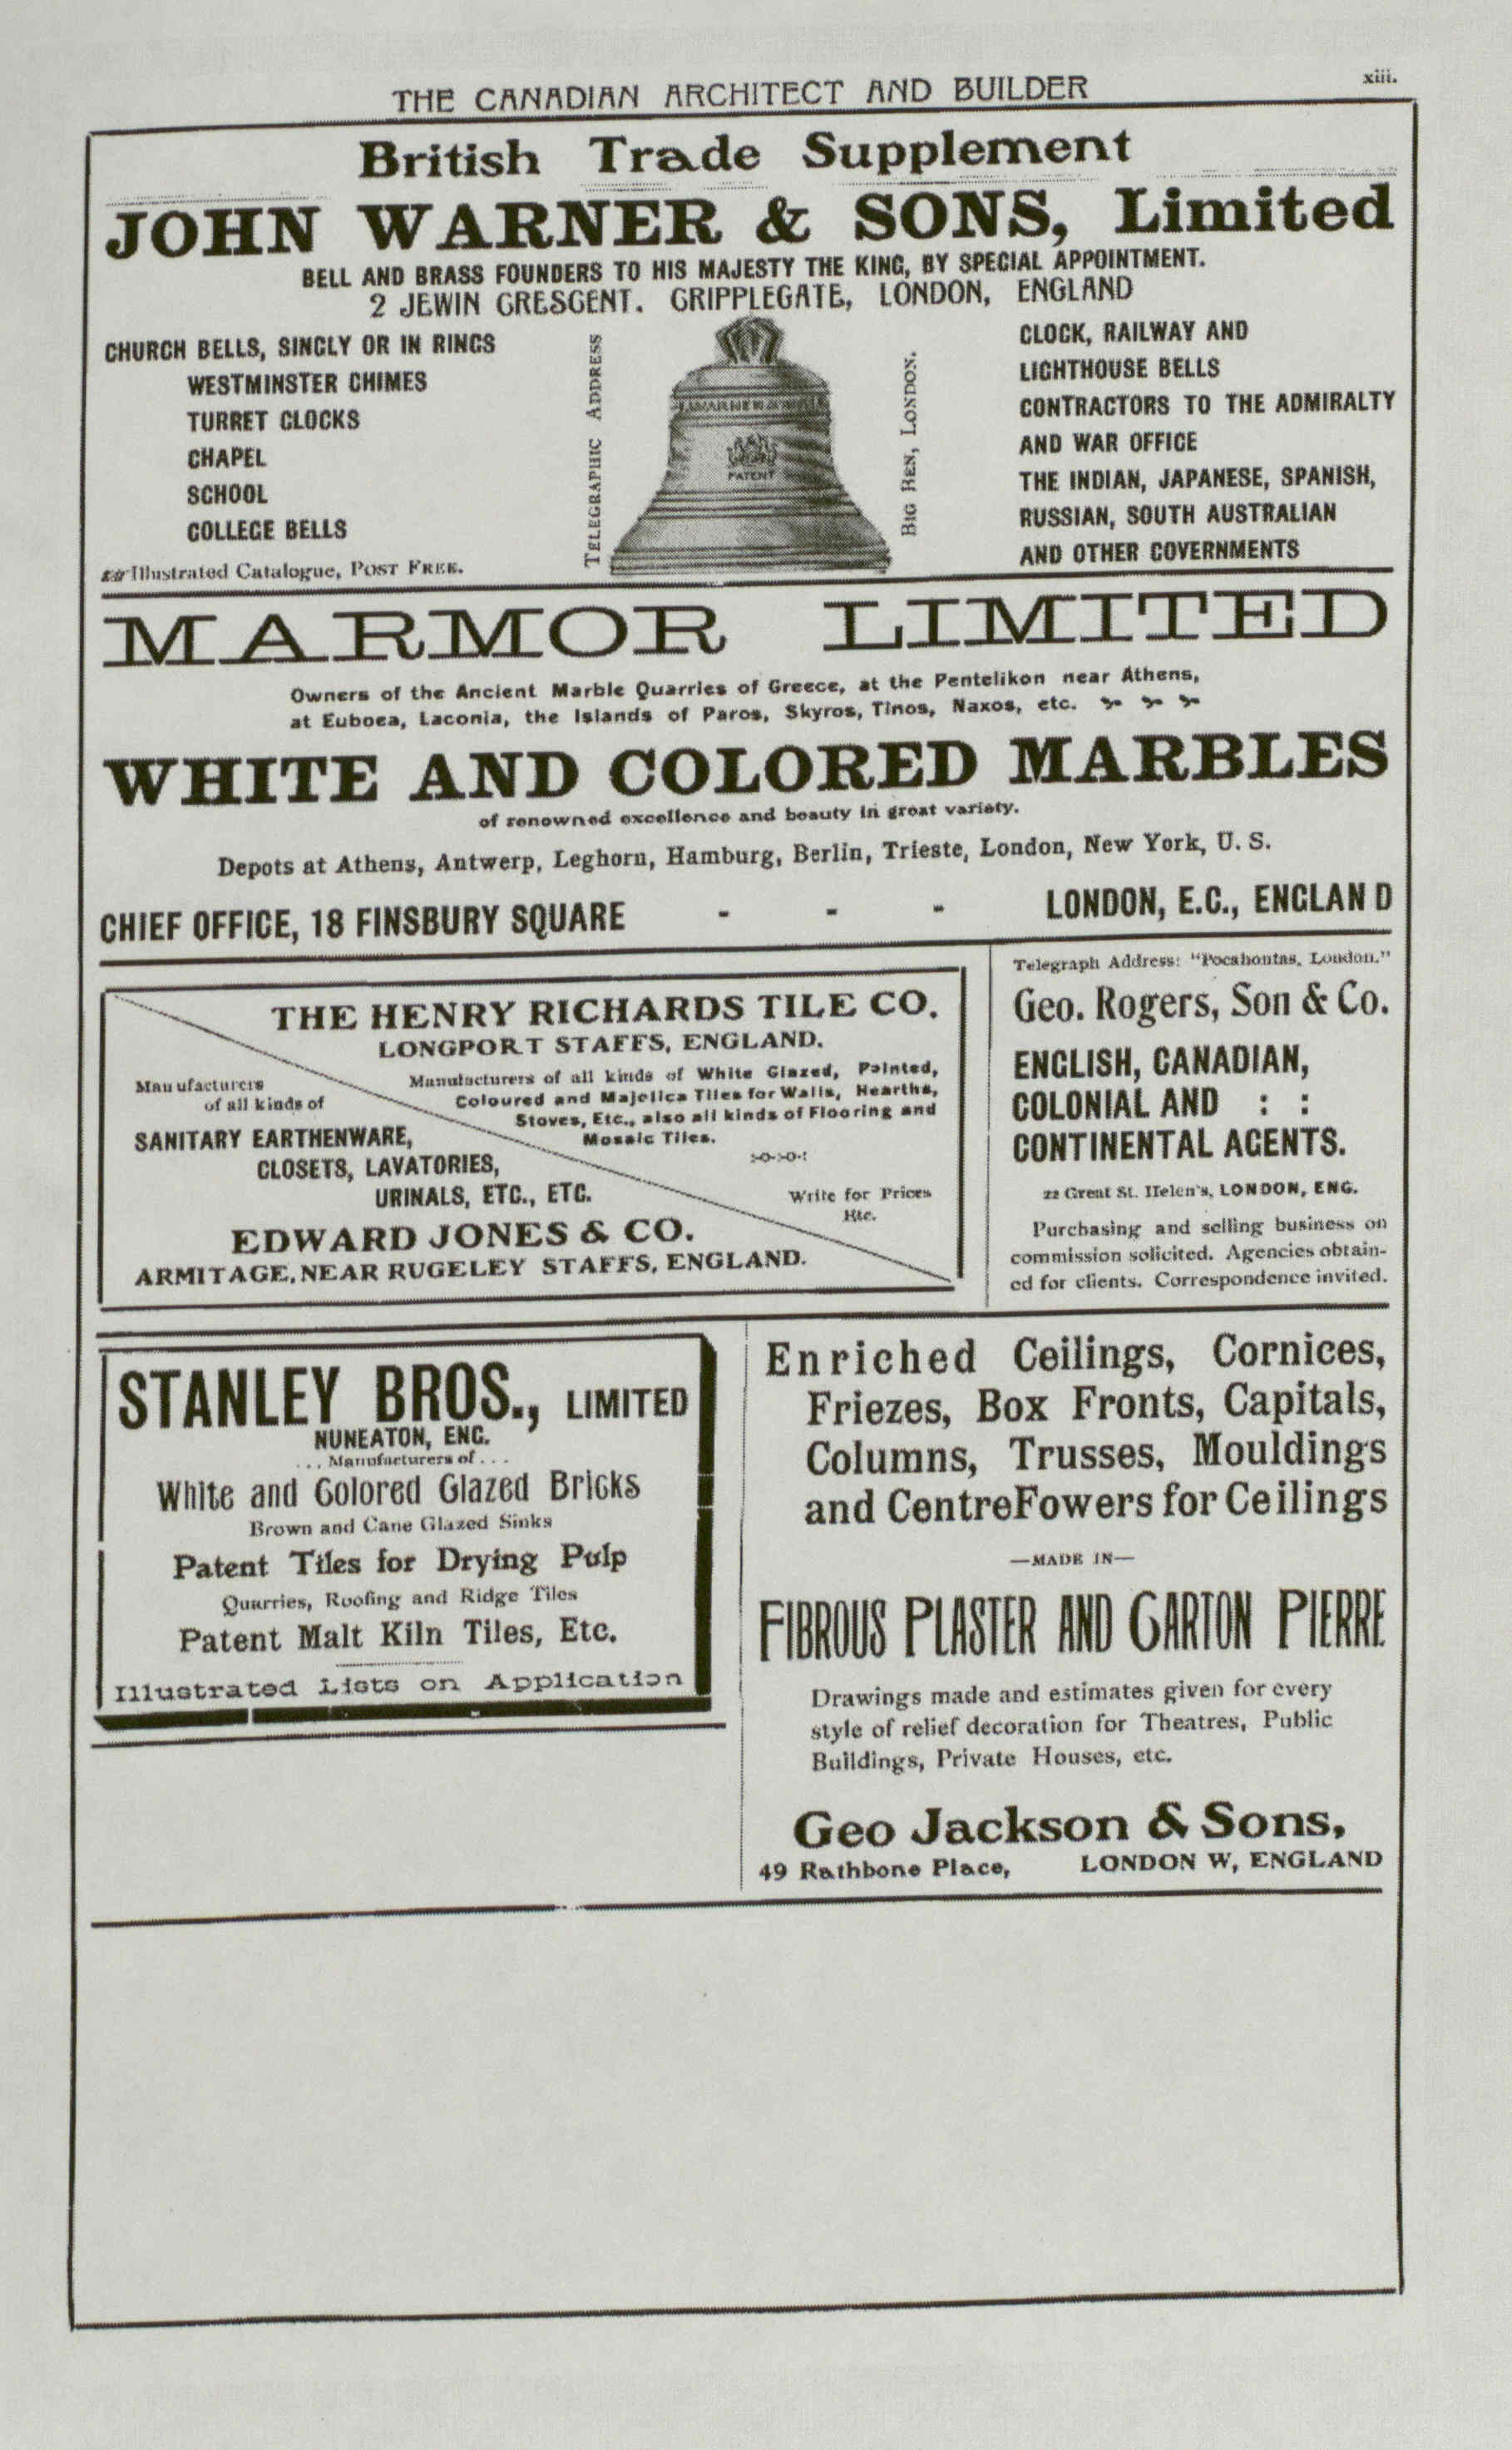 THE CANADIAN ARCHITECT AND BUILDER
xiii.
British Trade Supplement
JOHN WARNER & SONS, Limited
BELL AND BRASS FOUNDERS TO HIS MAJESTY THE KING, BY SPECIAL APPOINTMENT.
2 JEWIN CRESCENT. CRIPPLEGATE, LONDON, ENGLAND
CHURCH BELLS, SINGLY OR IN RINGS
WESTMINSTER CHIMES
TURRET CLOCKS
CHAPEL
SCHOOL
COLLEGE BELLS
Illustrated Catalogue, POST FREE.
TELEGRAPHIC ADDRESS
J. WARNER & SONS
PATENT
BIG BEN, LONDON.
CLOCK, RAILWAY AND
LIGHTHOUSE BELLS
CONTRACTORS TO THE ADMIRALTY
AND WAR OFFICE
THE INDIAN, JAPANESE, SPANISH,
RUSSIAN, SOUTH AUSTRALIAN
AND OTHER GOVERNMENTS
MARMOR LIMITED
Owners of the Ancient Marble Quarries of Greece, at the Pentelikon near Athens,
at Euboea, Laconia, the Islands of Paros, Skyros, Tinos, Naxos, etc.
WHITE AND COLORED MARBLES
of renowned excellence and beauty in great variety.
Depots at Athens, Antwerp, Leghorn, Hamburg, Berlin, Trieste, London, New York, U. S.
CHIEF OFFICE, 18 FINSBURY SQUARE - - - LONDON, E.C., ENGLAN D
THE HENRY RICHARDS TILE CO.
LONGPORT STAFFS, ENGLAND.
Manufacturers of all kinds of White Glazed, Painted,
Coloured and Majolica Tiles for Walls, Hearths,
Stoves, Etc., also all kinds of Flooring and
Mosaic Tiles.
:-o-:-o-:
Write for Prices
Etc.
Manufacturers
of all kinds of
SANITARY EARTHENWARE,
CLOSETS, LAVATORIES,
URINALS, ETC., ETC.
EDWARD JONES & CO.
ARMITAGE, NEAR RUGELEY STAFFS, ENGLAND.
Telegraph Address: "Pocahontas, London."
Geo. Rogers, Son & Co.
ENGLISH, CANADIAN,
COLONIAL AND : :
CONTINENTAL AGENTS.
22 Great St. Helen's, LONDON, ENG.
Purchasing and selling business on
commission solicited. Agencies obtain-
ed for clients. Correspondence invited.
STANLEY BROS., LIMITED
NUNEATON, ENG.
. . . Manufacturers of . . .
White and Colored Glazed Bricks
Brown and Cane Glazed Sinks
Patent Tiles for Drying Pulp
Quarries, Roofing and Ridge Tiles
Patent Malt Kiln Tiles, Etc.
Illustrated Lists on Application
Enriched Ceilings, Cornices,
Friezes, Box Fronts, Capitals,
Columns, Trusses, Mouldings
and CentreFowers for Ceilings
—MADE IN—
FIBROUS PLASTER AND CARTON PIERRE
Drawings made and estimates given for every
style of relief decoration for Theatres, Public
Buildings, Private Houses, etc.
Geo Jackson & Sons,
49 Rathbone Place, LONDON W, ENGLAND